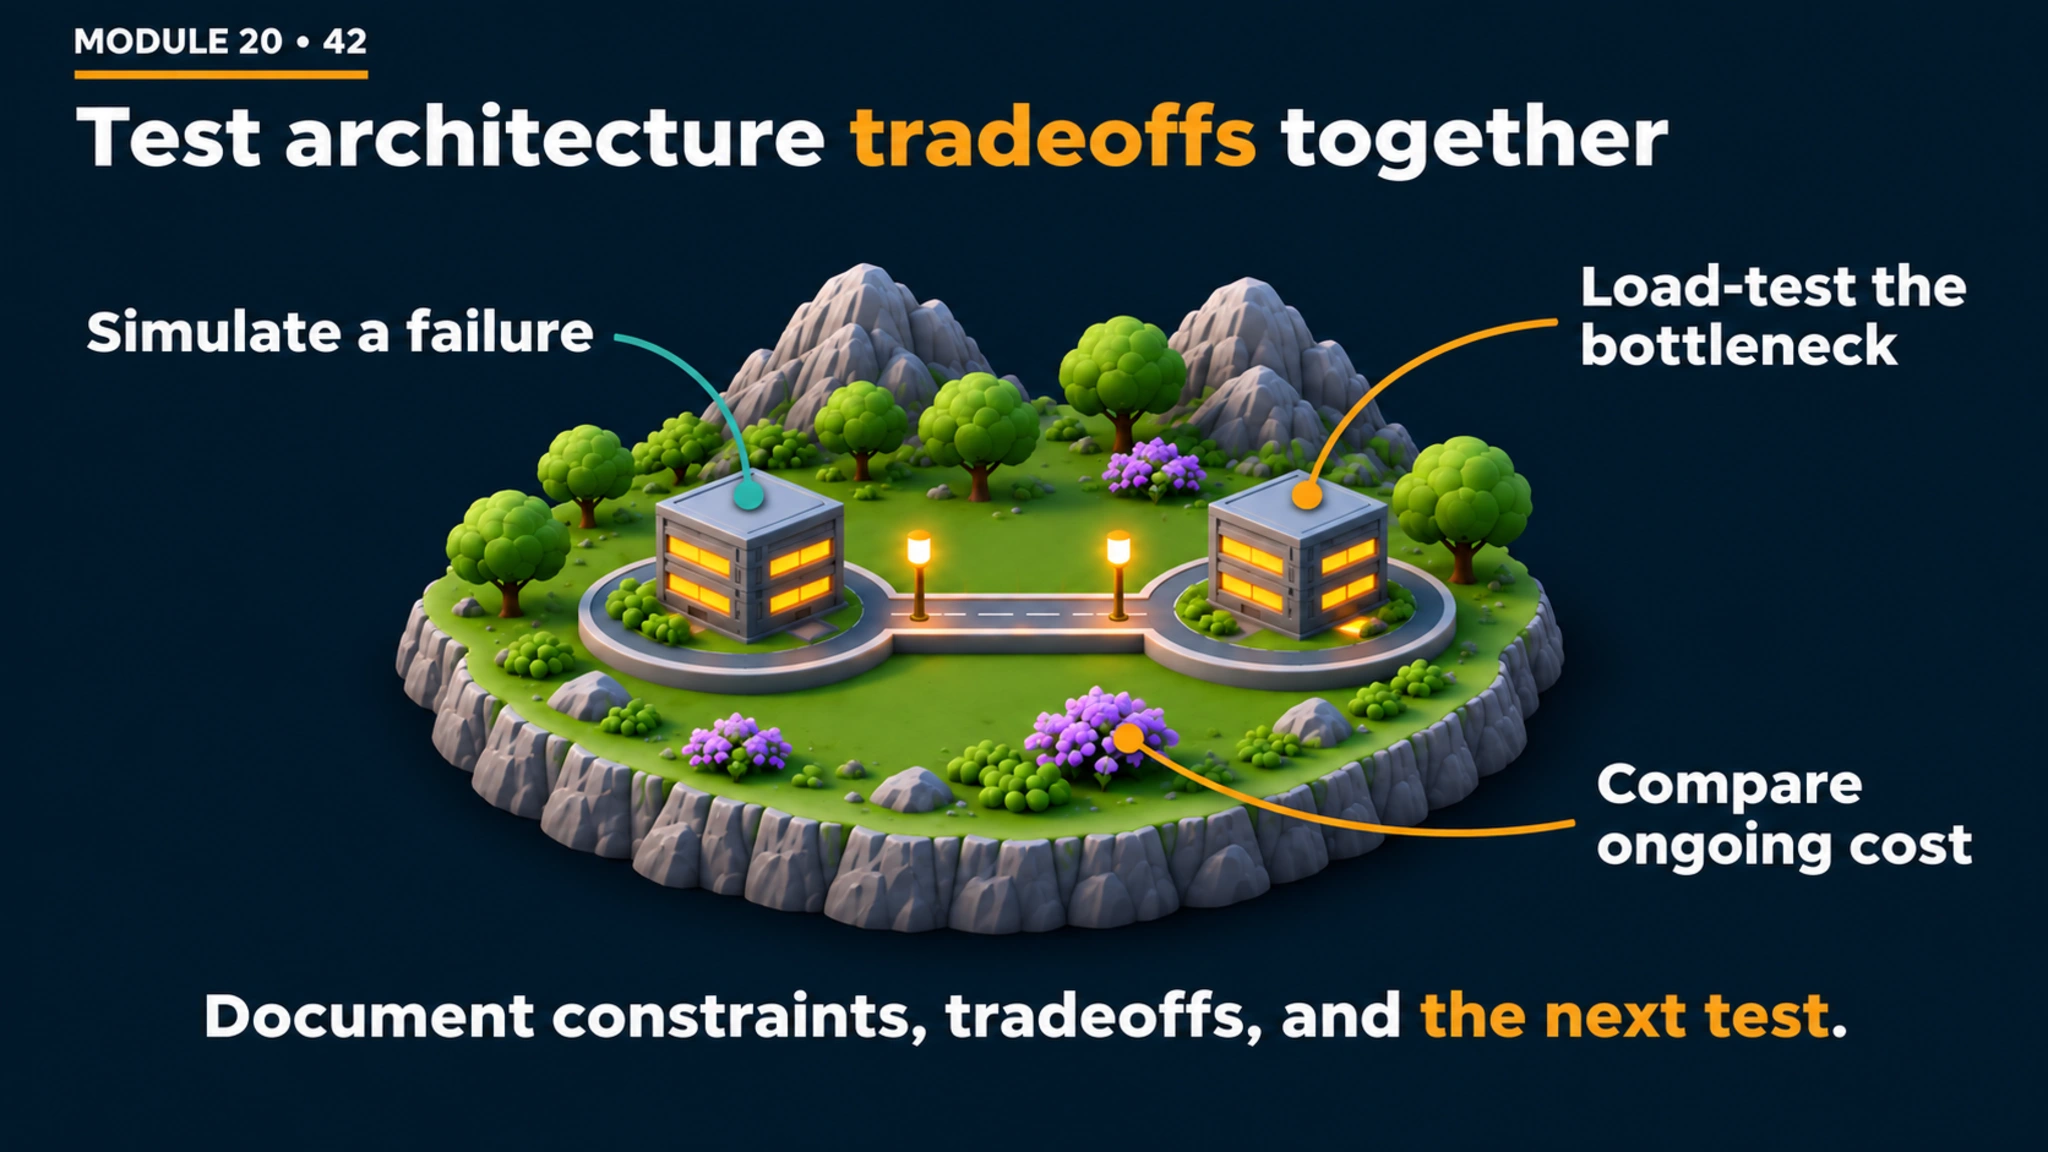 MODULE 20 • 42
Test architecture tradeoffs together
Simulate a failure
Load-test the
bottleneck
Compare
ongoing cost
Document constraints, tradeoffs, and the next test.